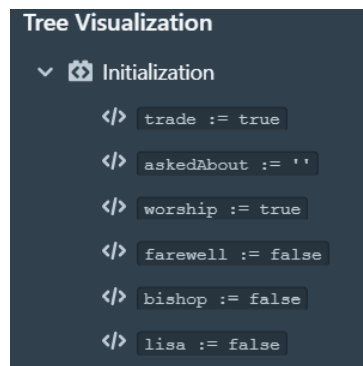 Tree Visualization
Initialization
trade := true
askedAbout := ''
worship := true
farewell := false
bishop := false
lisa := false